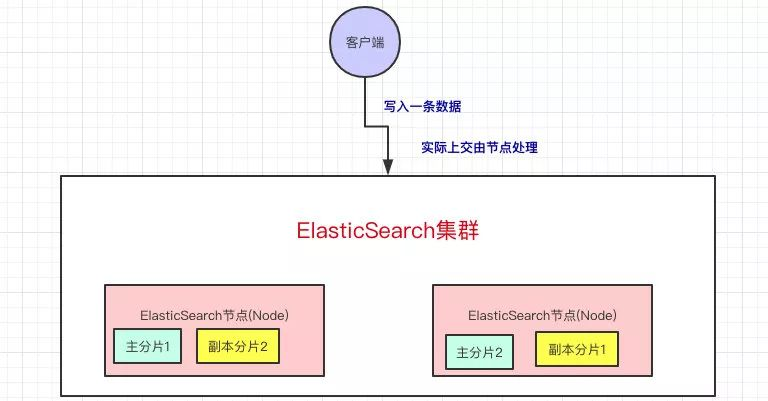 客户端
写入一条数据
实际上交由节点处理
ElasticSearch集群
ElasticSearch节点(Node)
主分片1
副本分片2
ElasticSearch节点(Node)
主分片2
副本分片1